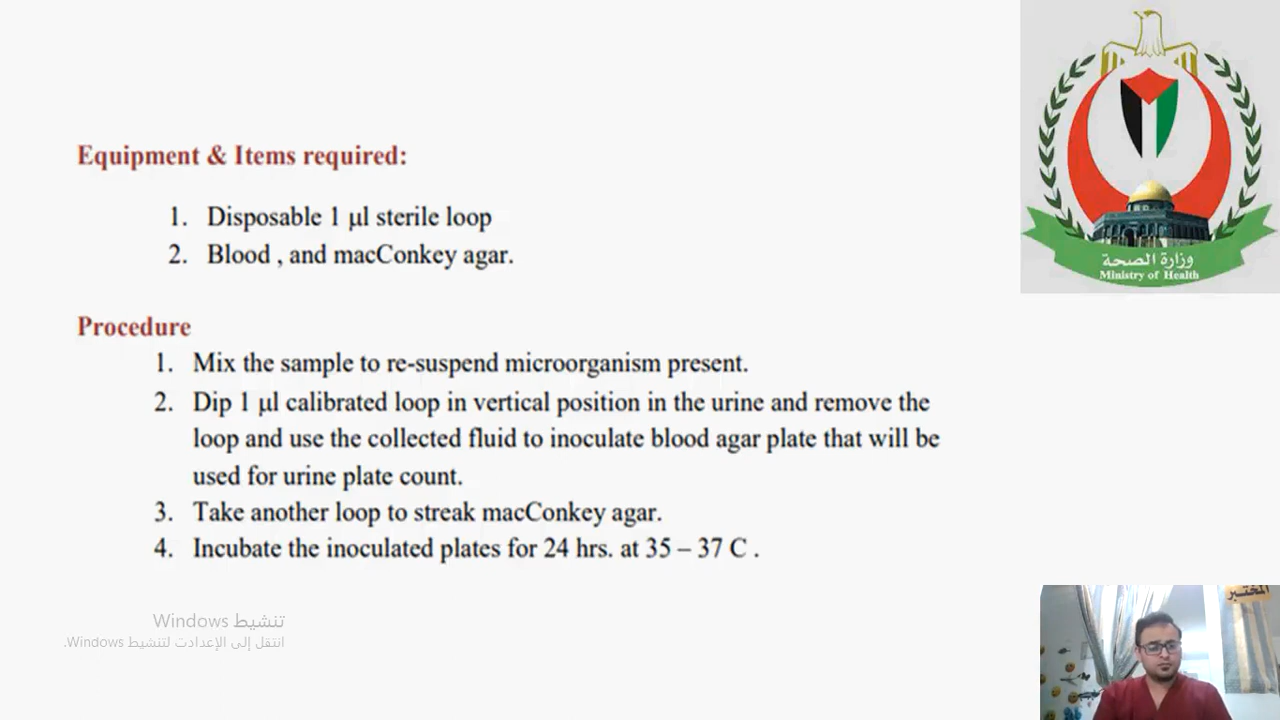 Equipment & Items required:
1. Disposable 1 µl sterile loop
2. Blood , and macConkey agar.
Procedure
1. Mix the sample to re-suspend microorganism present.
2. Dip 1 µl calibrated loop in vertical position in the urine and remove the
loop and use the collected fluid to inoculate blood agar plate that will be
used for urine plate count.
3. Take another loop to streak macConkey agar.
4. Incubate the inoculated plates for 24 hrs. at 35 – 37 C .
وزارة الصحة
Ministry of Health
تنشيط Windows
انتقل إلى الإعدادت لتنشيط Windows.
المختبر